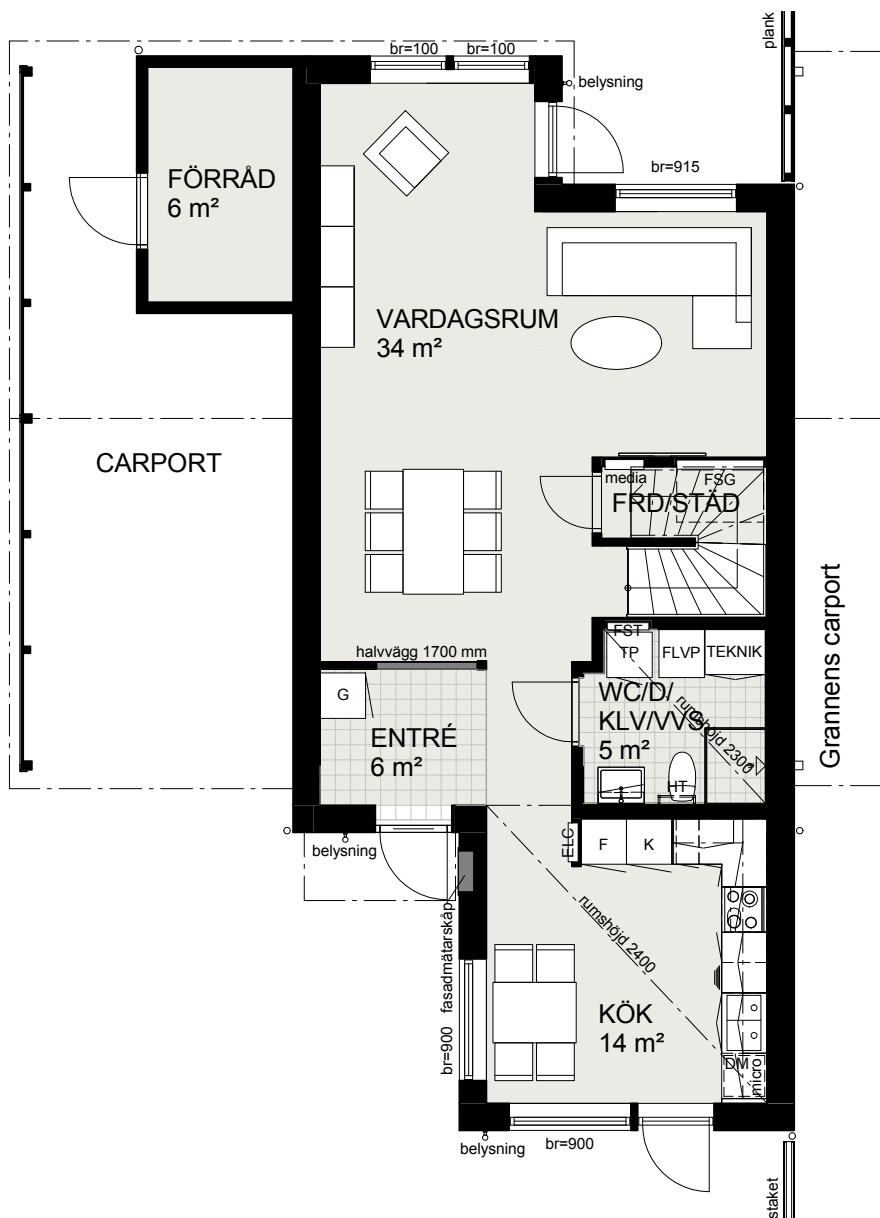 plank
br=100
br=100
belysning
br=915
FÖRRÅD
6 m²
VARDAGSRUM
34 m²
CARPORT
media
FSG
FRD/STÄD
Grannens carport
FST
TP
FLVP
TEKNIK
halvvägg 1700 mm
G
WC/D/
KLV/VVS
5 m²
rumshöjd 2300
ENTRÉ
6 m²
HT
belysning
ELC
F
K
fasadmätarskåp
rumshöjd 2400
KÖK
14 m²
br=900
DM
micro
belysning
br=900
staket